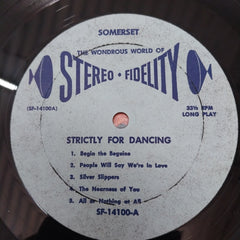 SOMERSET
THE WONDROUS WORLD OF
STEREO • FIDELITY
(SF-14100A)
33⅓ RPM
LONG PLAY
STRICTLY FOR DANCING
1. Begin the Beguine
2. People Will Say We're in Love
3. Silver Slippers
4. The Nearness of You
5. All or Nothing at All
SF-14100-A